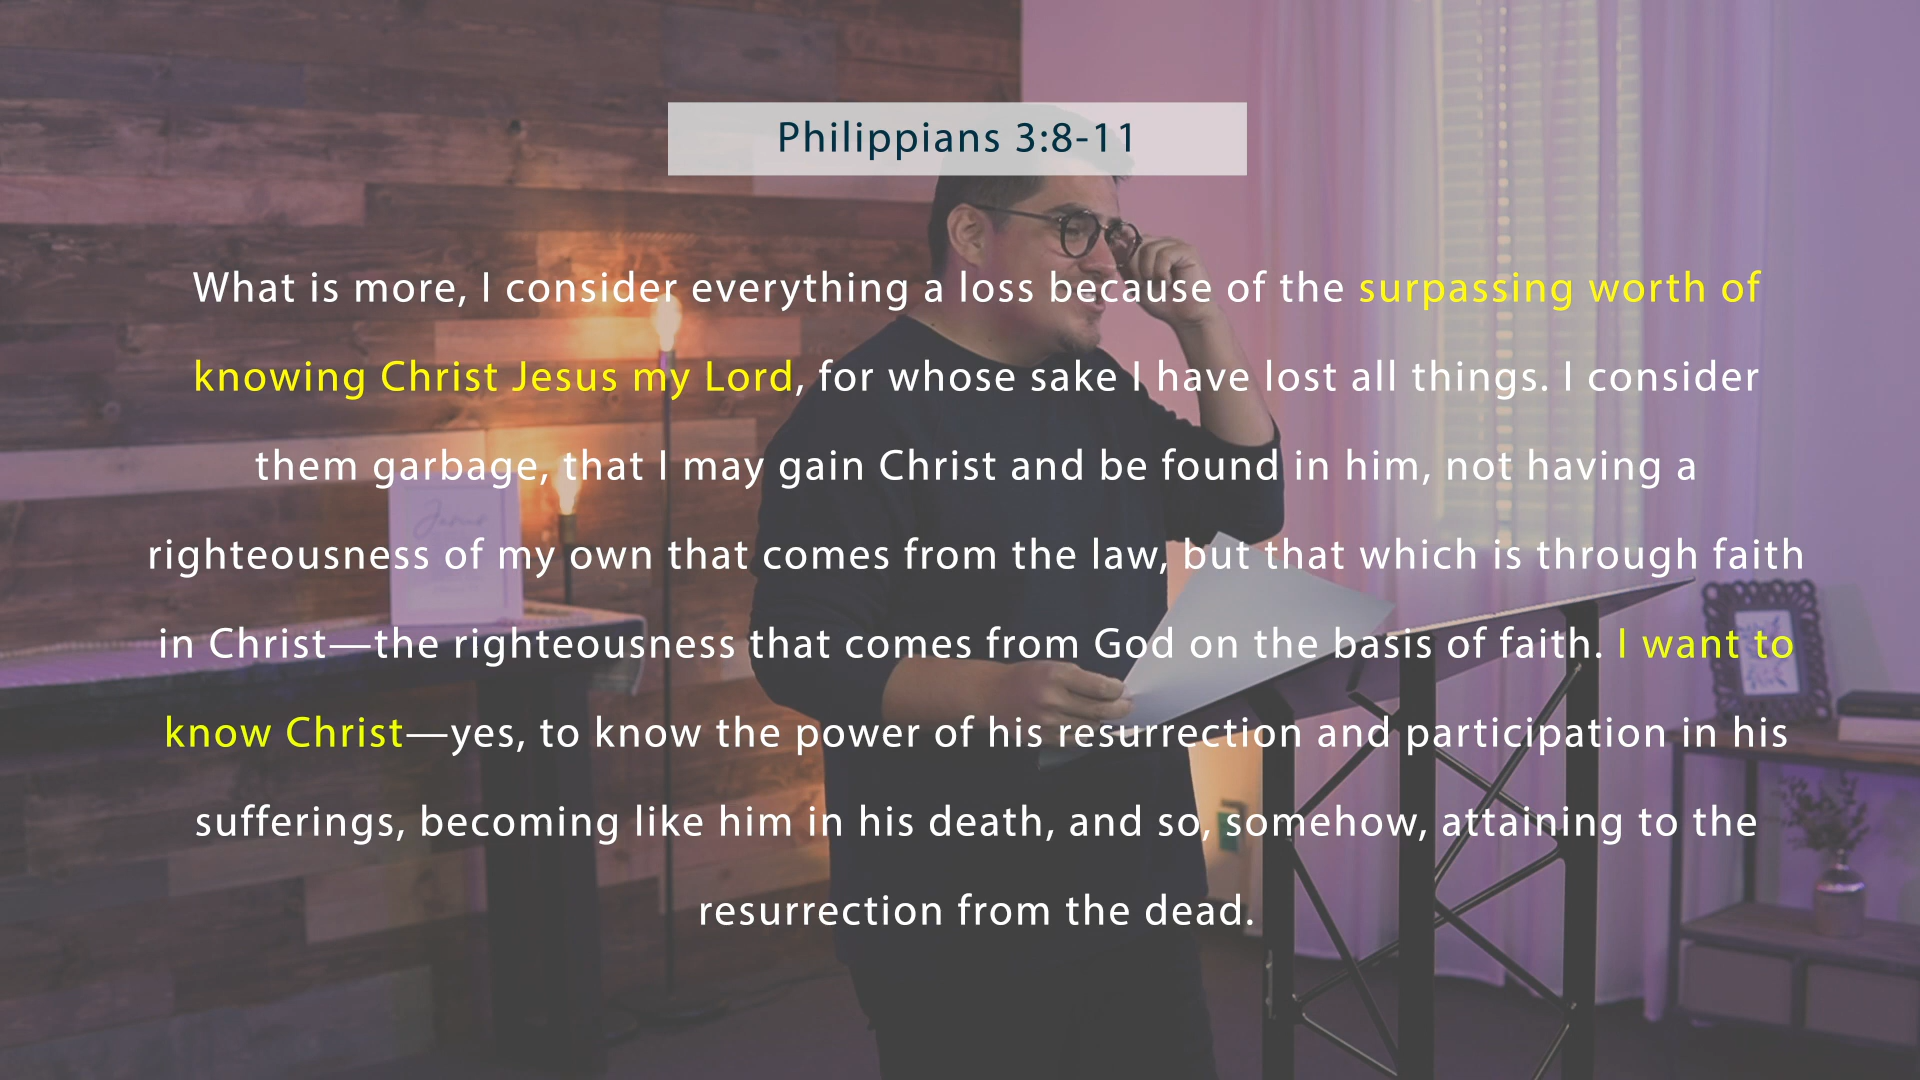 Philippians 3:8-11
What is more, I consider everything a loss because of the surpassing worth of
knowing Christ Jesus my Lord, for whose sake I have lost all things. I consider
them garbage, that I may gain Christ and be found in him, not having a
righteousness of my own that comes from the law, but that which is through faith
in Christ—the righteousness that comes from God on the basis of faith. I want to
know Christ—yes, to know the power of his resurrection and participation in his
sufferings, becoming like him in his death, and so, somehow, attaining to the
resurrection from the dead.
Jesus